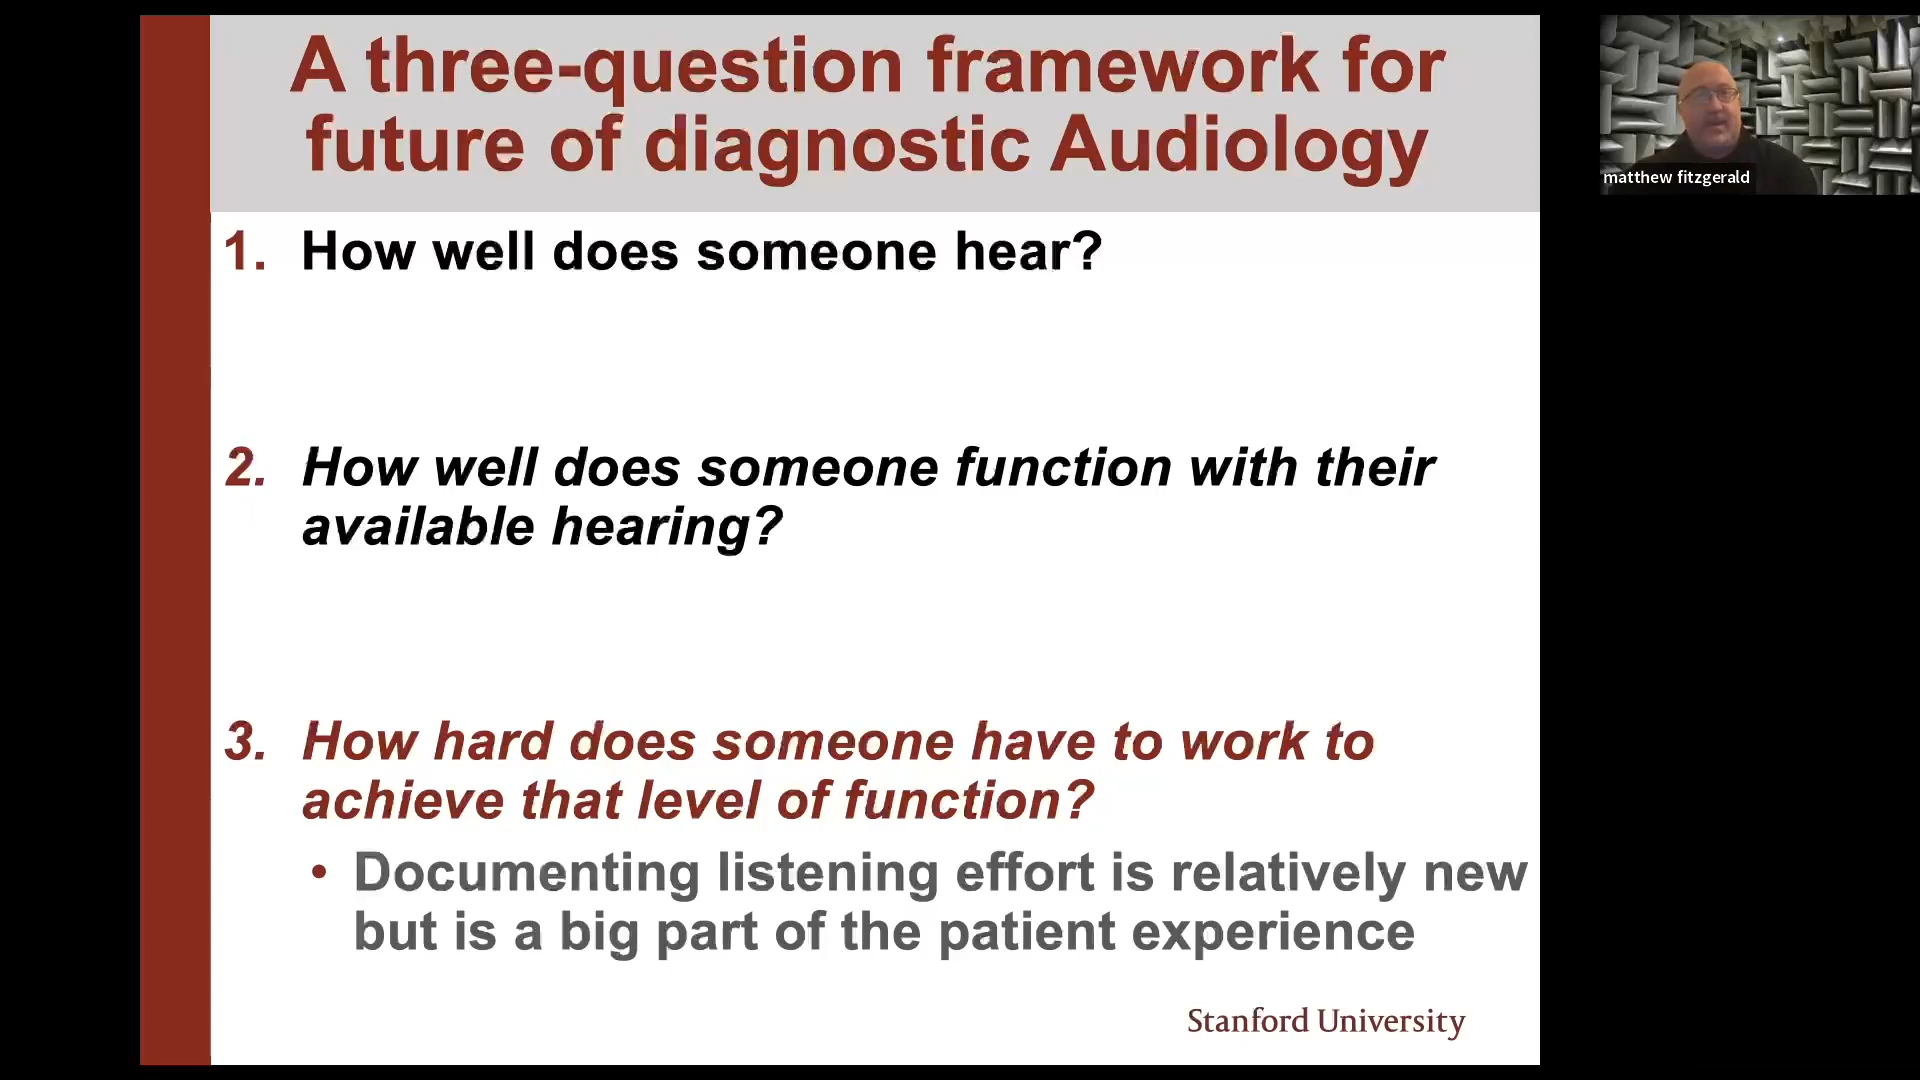 A three-question framework for
future of diagnostic Audiology
1. How well does someone hear?
2. How well does someone function with their
available hearing?
3. How hard does someone have to work to
achieve that level of function?
• Documenting listening effort is relatively new
but is a big part of the patient experience
Stanford University
matthew fitzgerald